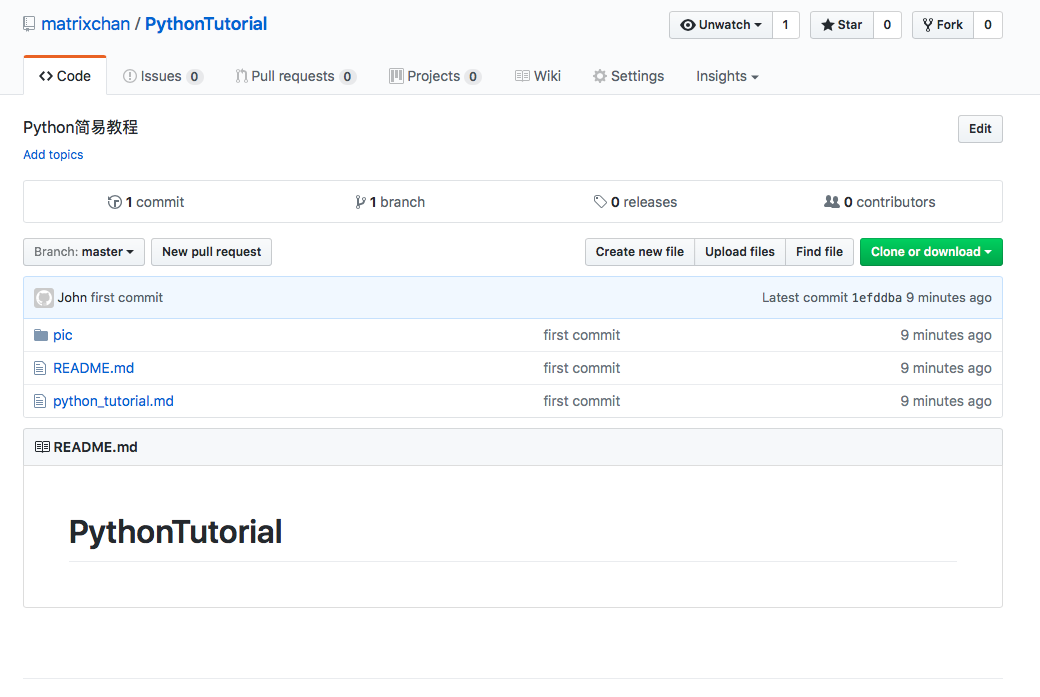 matrixchan / PythonTutorial Unwatch 1 Star 0 Fork 0
Code Issues 0 Pull requests 0 Projects 0 Wiki Settings Insights
Python简易教程 Edit
Add topics
1 commit 1 branch 0 releases 0 contributors
Branch: master New pull request Create new file Upload files Find file Clone or download
John first commit Latest commit 1efddba 9 minutes ago
pic first commit 9 minutes ago
README.md first commit 9 minutes ago
python_tutorial.md first commit 9 minutes ago
README.md
PythonTutorial